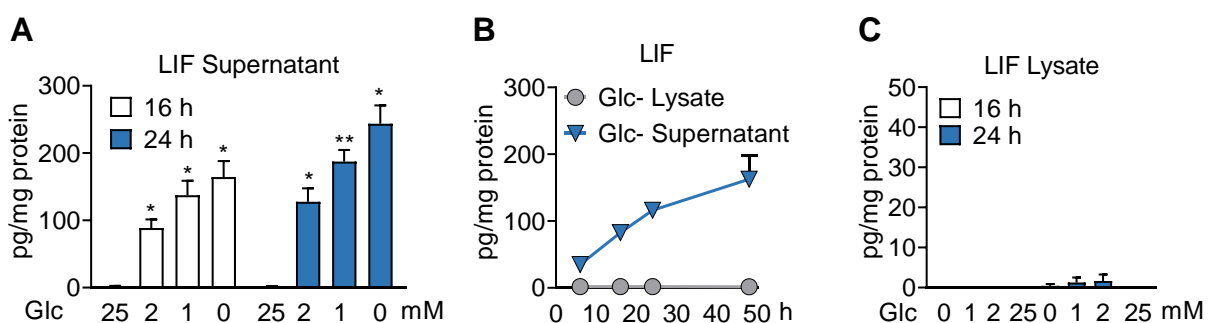 A
LIF Supernatant
pg/mg protein
300
200
100
0
16 h
24 h
*
*
*
*
**
*
Glc 25 2 1 0 25 2 1 0 mM
B
LIF
pg/mg protein
300
200
100
0
Glc- Lysate
Glc- Supernatant
0 10 20 30 40 50 h
C
LIF Lysate
pg/mg protein
50
40
30
20
10
0
16 h
24 h
Glc 0 1 2 25 0 1 2 25 mM